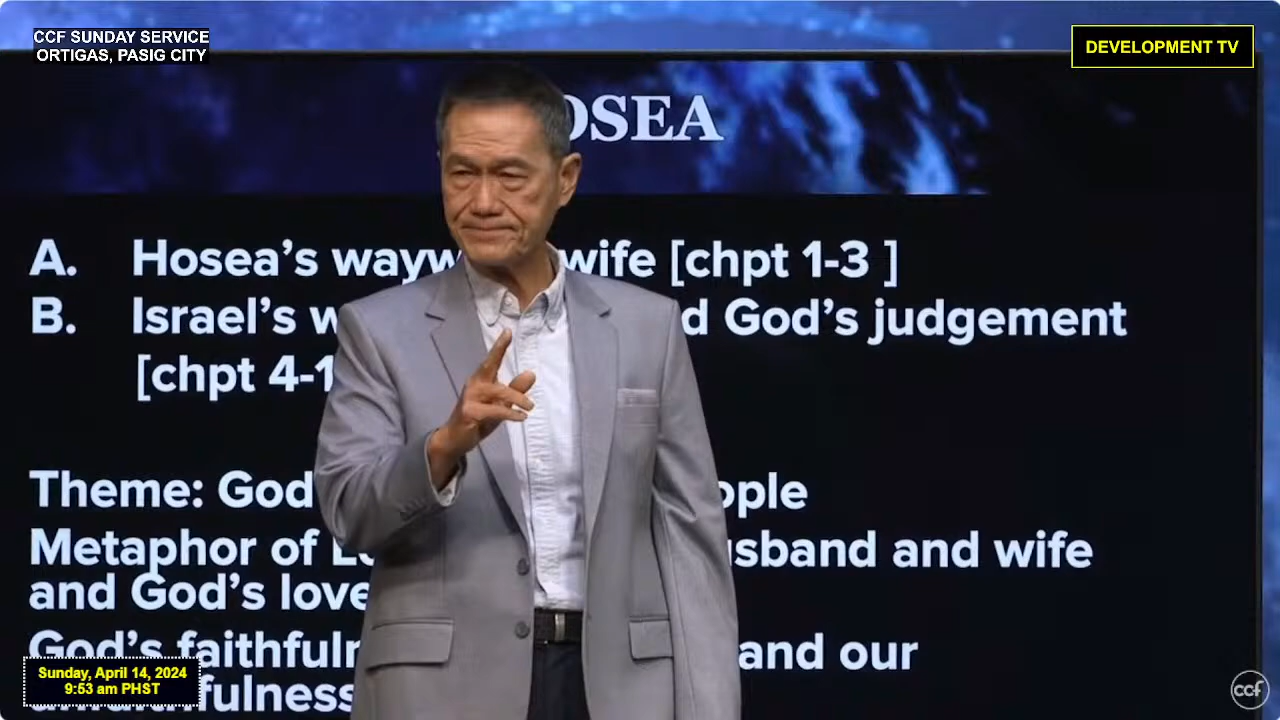 CCF SUNDAY SERVICE
ORTIGAS, PASIG CITY
DEVELOPMENT TV
OSEA
A. Hosea’s wayw wife [chpt 1-3 ]
B. Israel’s w d God’s judgement
[chpt 4-1
Theme: God ople
Metaphor of Lo usband and wife
and God’s love
God’s faithfuln and our
fulness
Sunday, April 14, 2024
9:53 am PHST
ccf